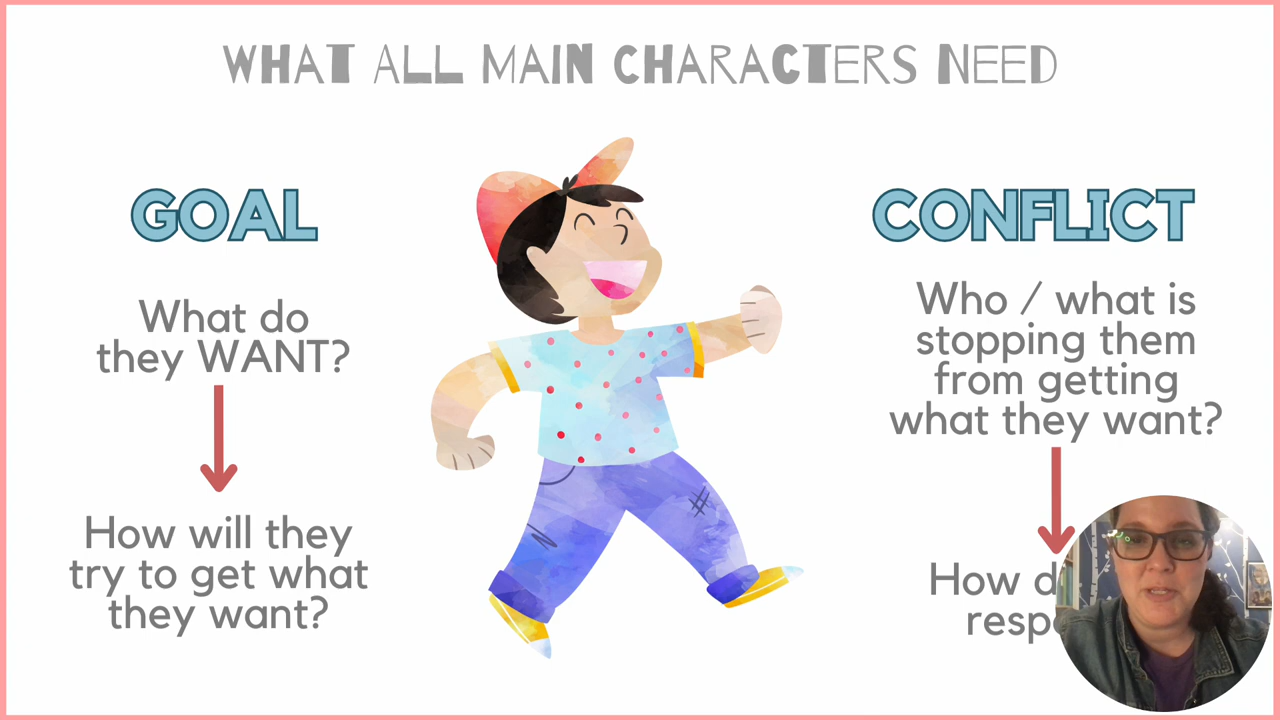 WHAT ALL MAIN CHARACTERS NEED
GOAL
What do
they WANT?
How will they
try to get what
they want?
CONFLICT
Who / what is
stopping them
from getting
what they want?
How